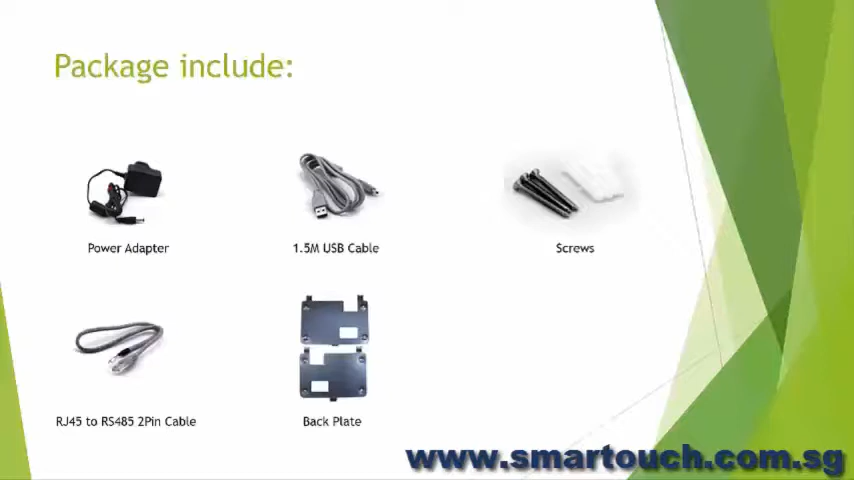 Package include:
Power Adapter
1.5M USB Cable
Screws
RJ45 to RS485 2Pin Cable
Back Plate
www.smartouch.com.sg